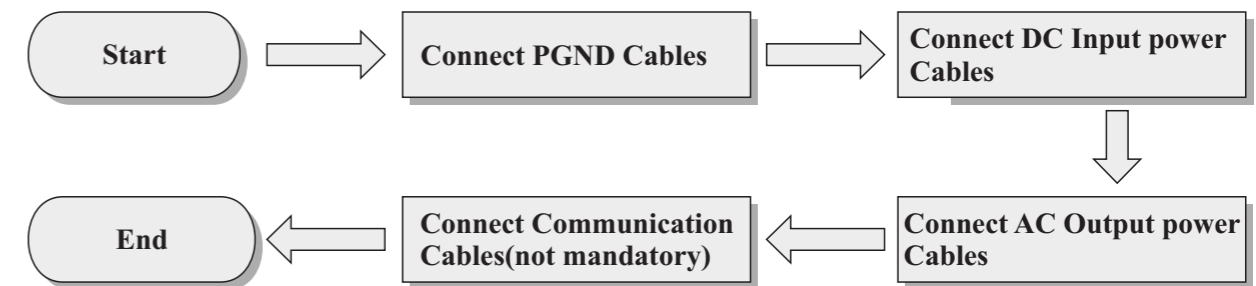 Start
Connect PGND Cables
Connect DC Input power
Cables
Connect AC Output power
Cables
Connect Communication
Cables(not mandatory)
End